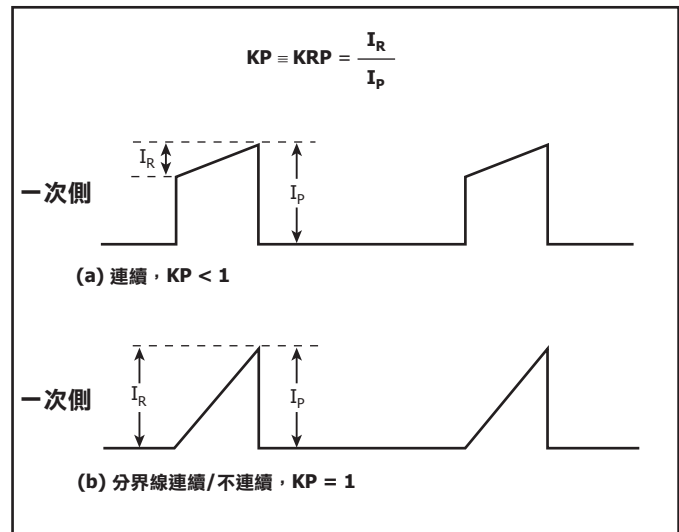 KP ≡ KRP = I_R / I_P
I_R
I_P
一次側
(a) 連續，KP < 1
I_R
I_P
一次側
(b) 分界線連續/不連續，KP = 1